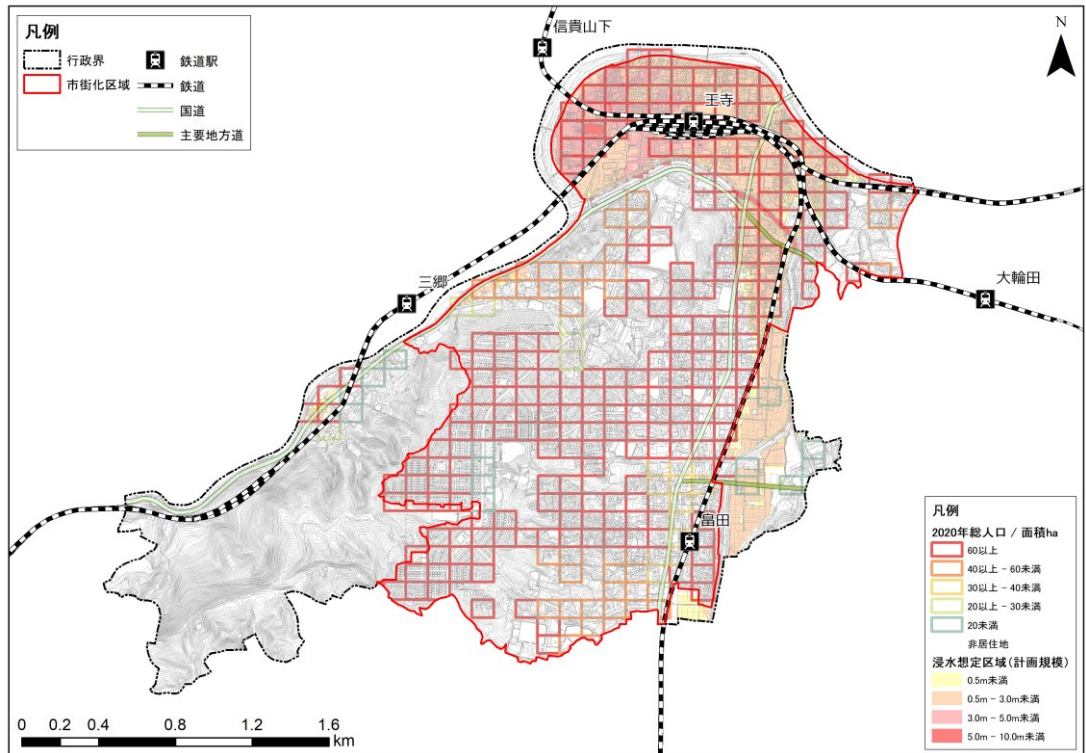 凡例
行政界
市街化区域
鉄道駅
鉄道
国道
主要地方道
信貴山下
N
王寺
三郷
大輪田
畠田
凡例
2020年総人口 / 面積ha
60以上
40以上 - 60未満
30以上 - 40未満
20以上 - 30未満
20未満
非居住地
浸水想定区域(計画規模)
0.5m未満
0.5m - 3.0m未満
3.0m - 5.0m未満
5.0m - 10.0m未満
0 0.2 0.4 0.8 1.2 1.6
km